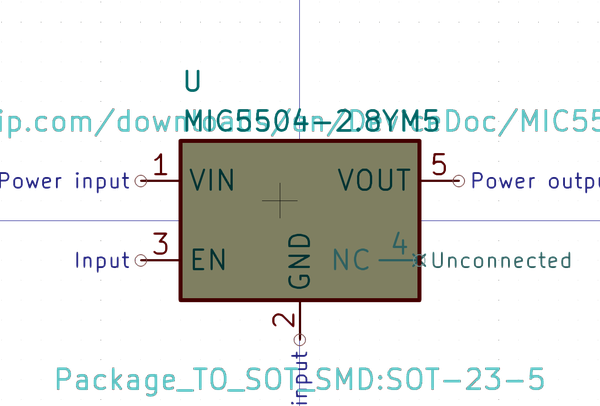 U
MIC5504-2.8YM5
ip.com/downloads/en/DeviceDoc/MIC55
Power input 1 VIN VOUT 5 Power outpu
Input 3 EN GND NC 4 Unconnected
2
input
Package_TO_SOT_SMD:SOT-23-5